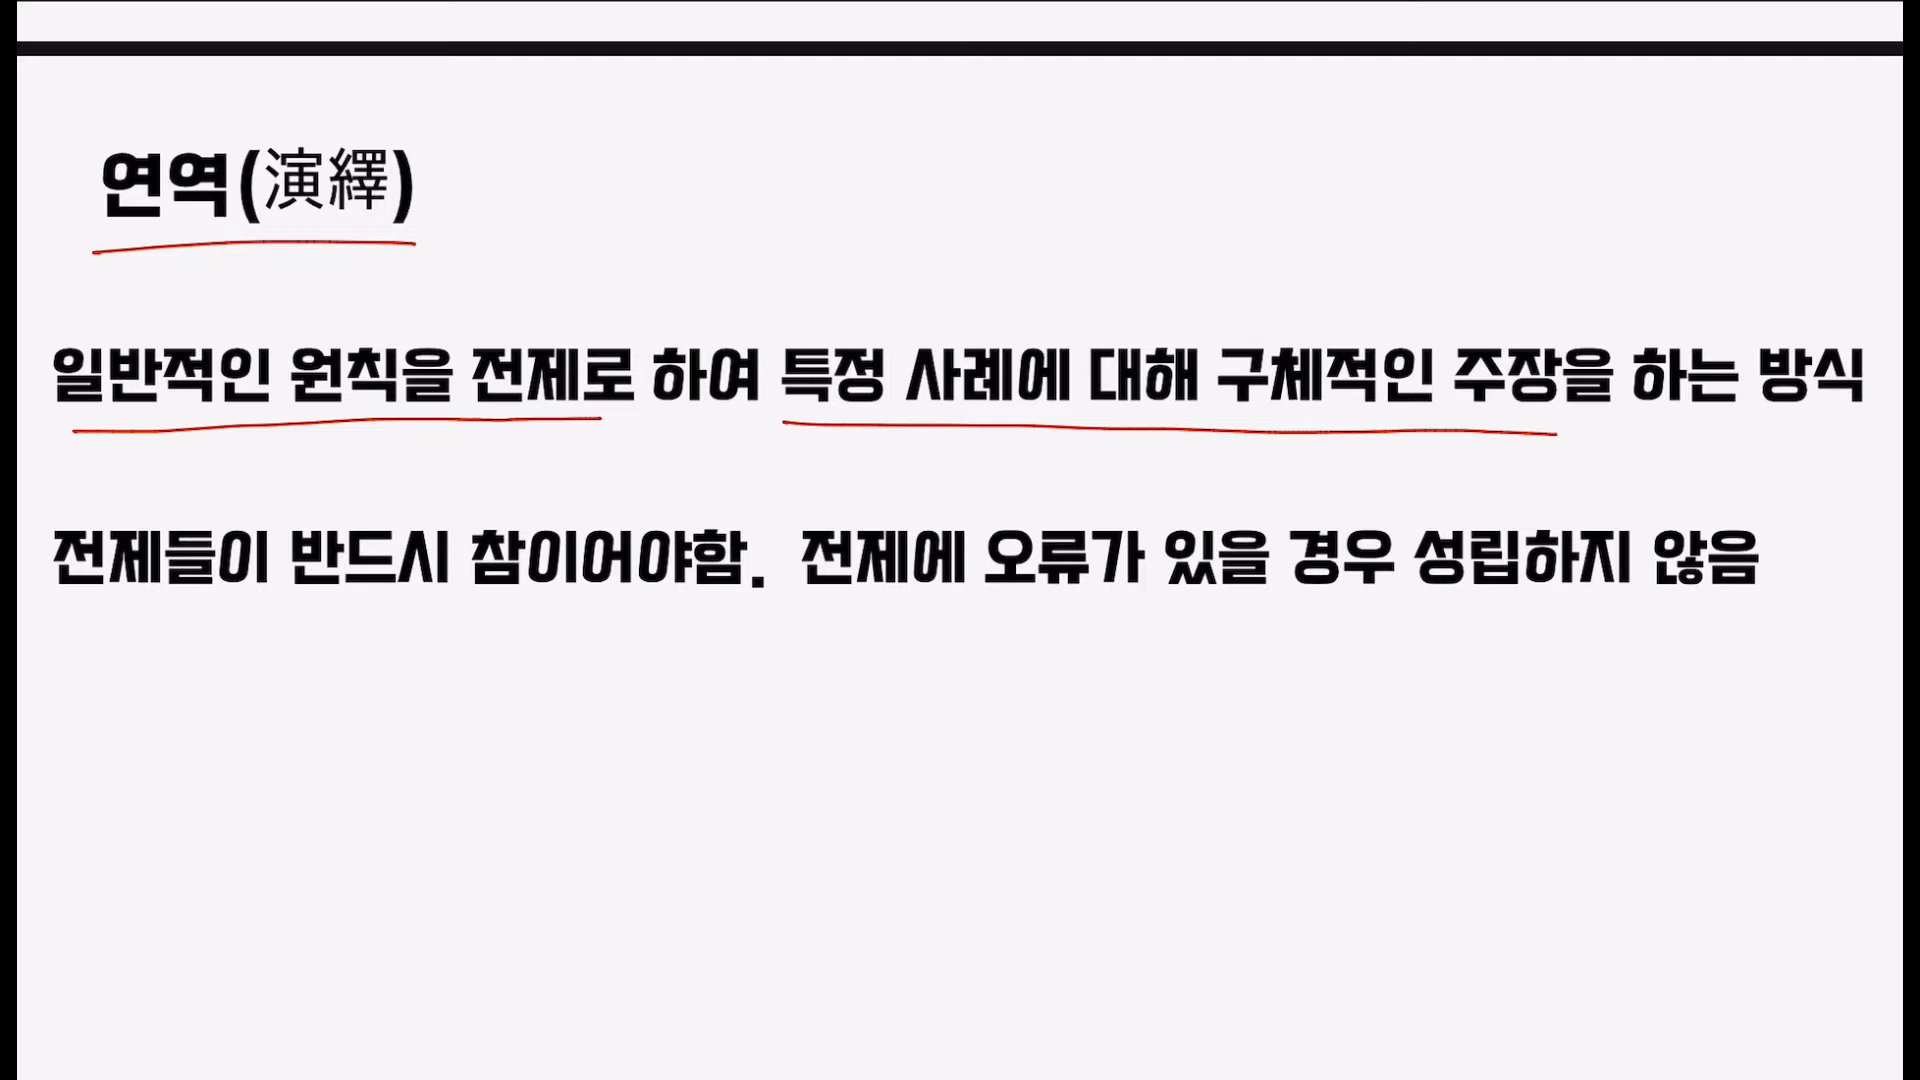 연역(演繹)
일반적인 원칙을 전제로 하여 특정 사례에 대해 구체적인 주장을 하는 방식
전제들이 반드시 참이어야함. 전제에 오류가 있을 경우 성립하지 않음